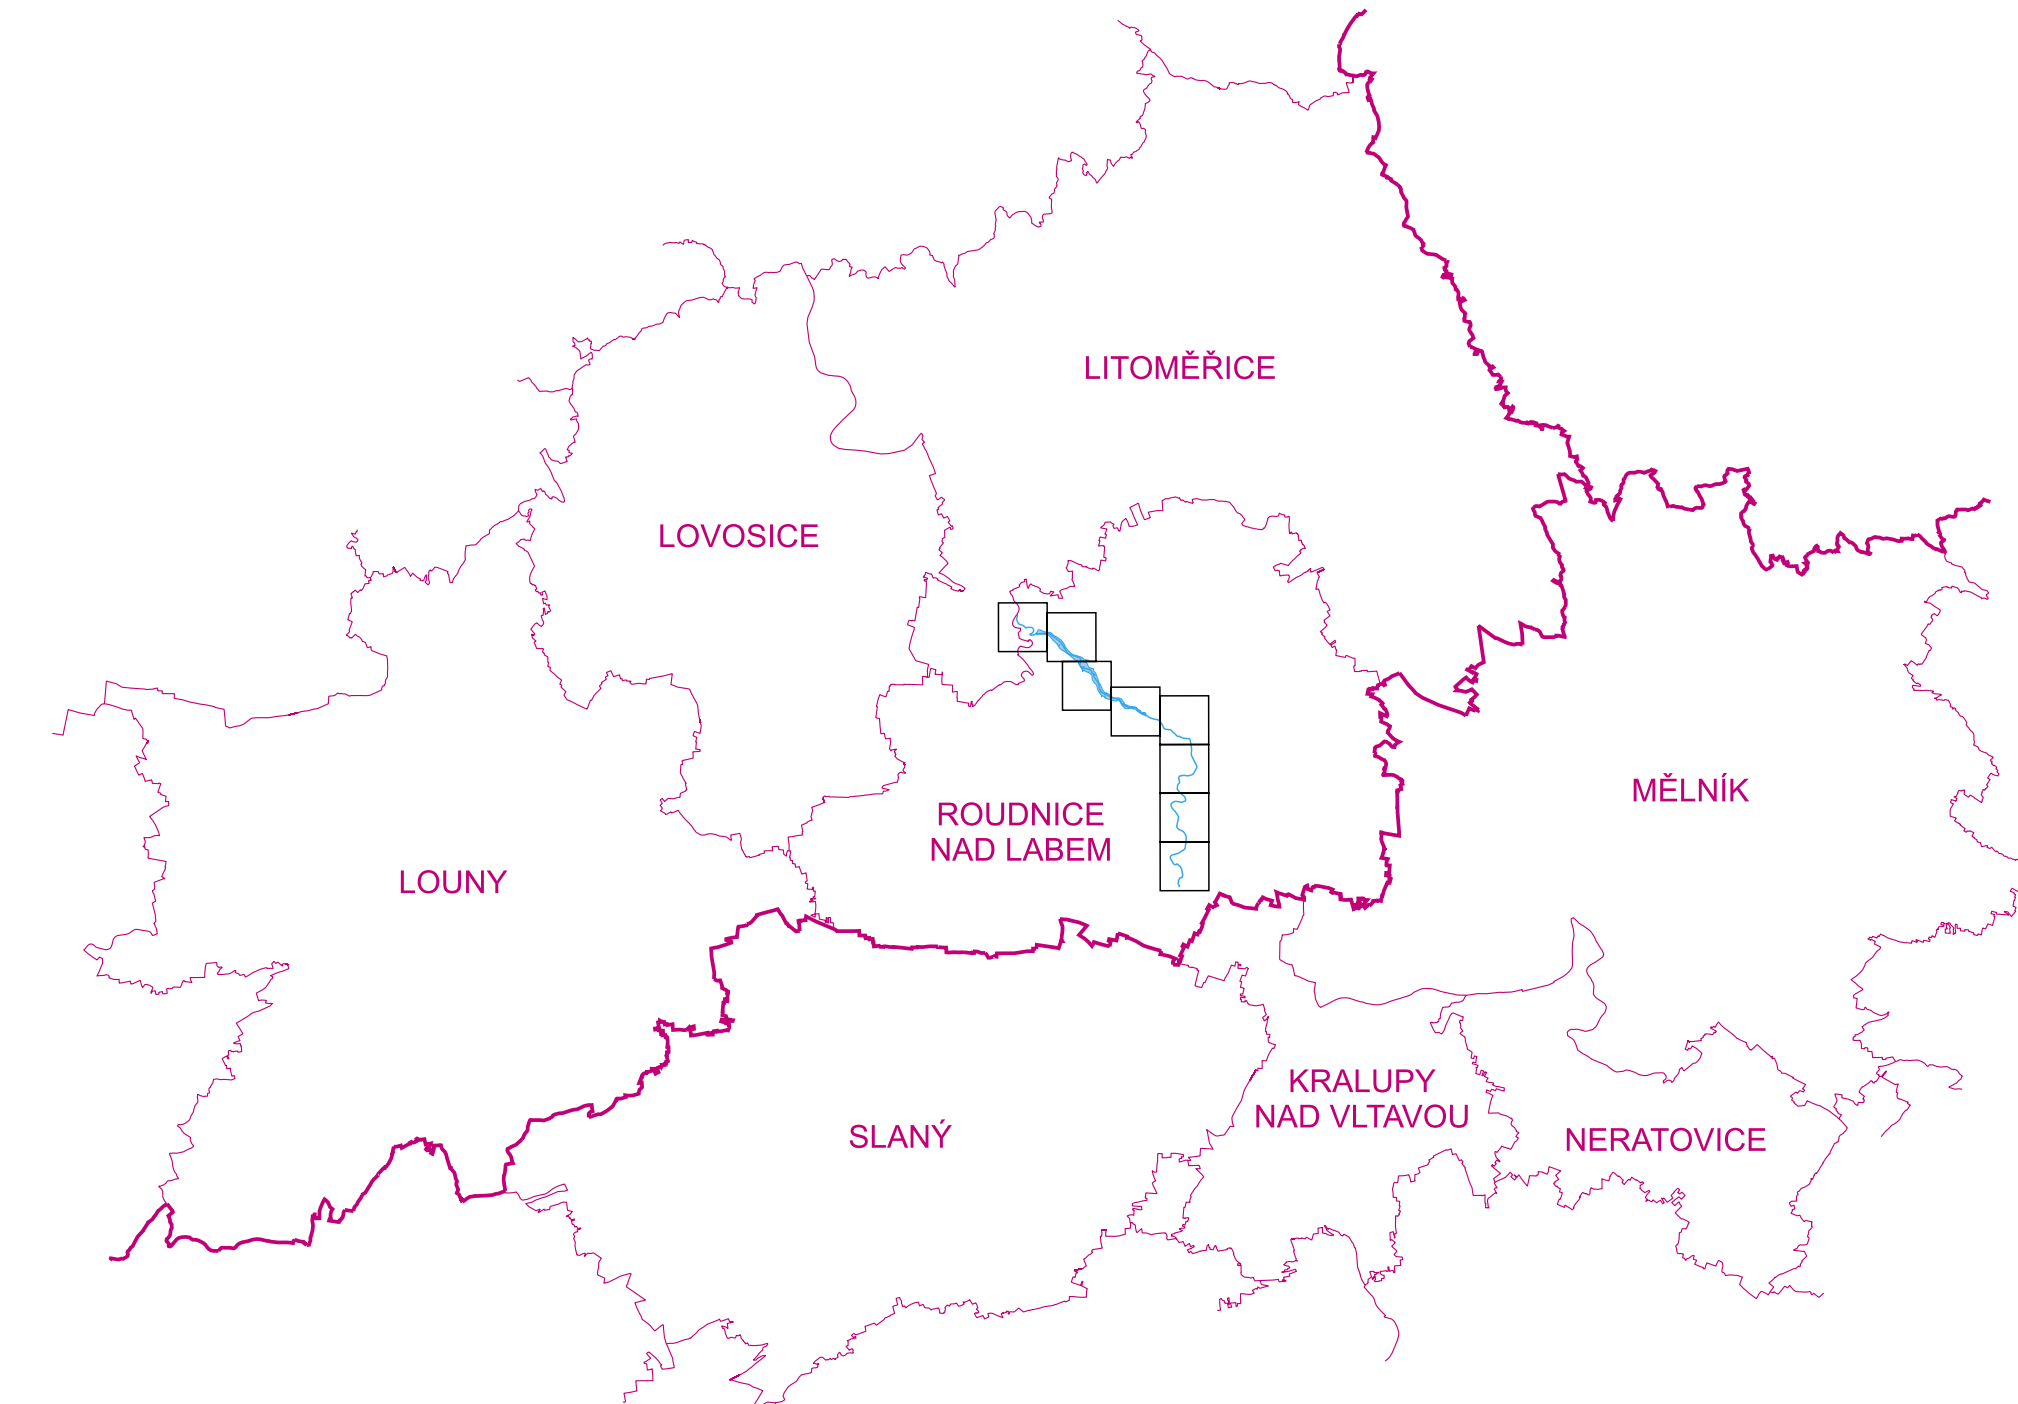 LITOMĚŘICE
LOVOSICE
MĚLNÍK
ROUDNICE
NAD LABEM
LOUNY
KRALUPY
NAD VLTAVOU
SLANÝ
NERATOVICE